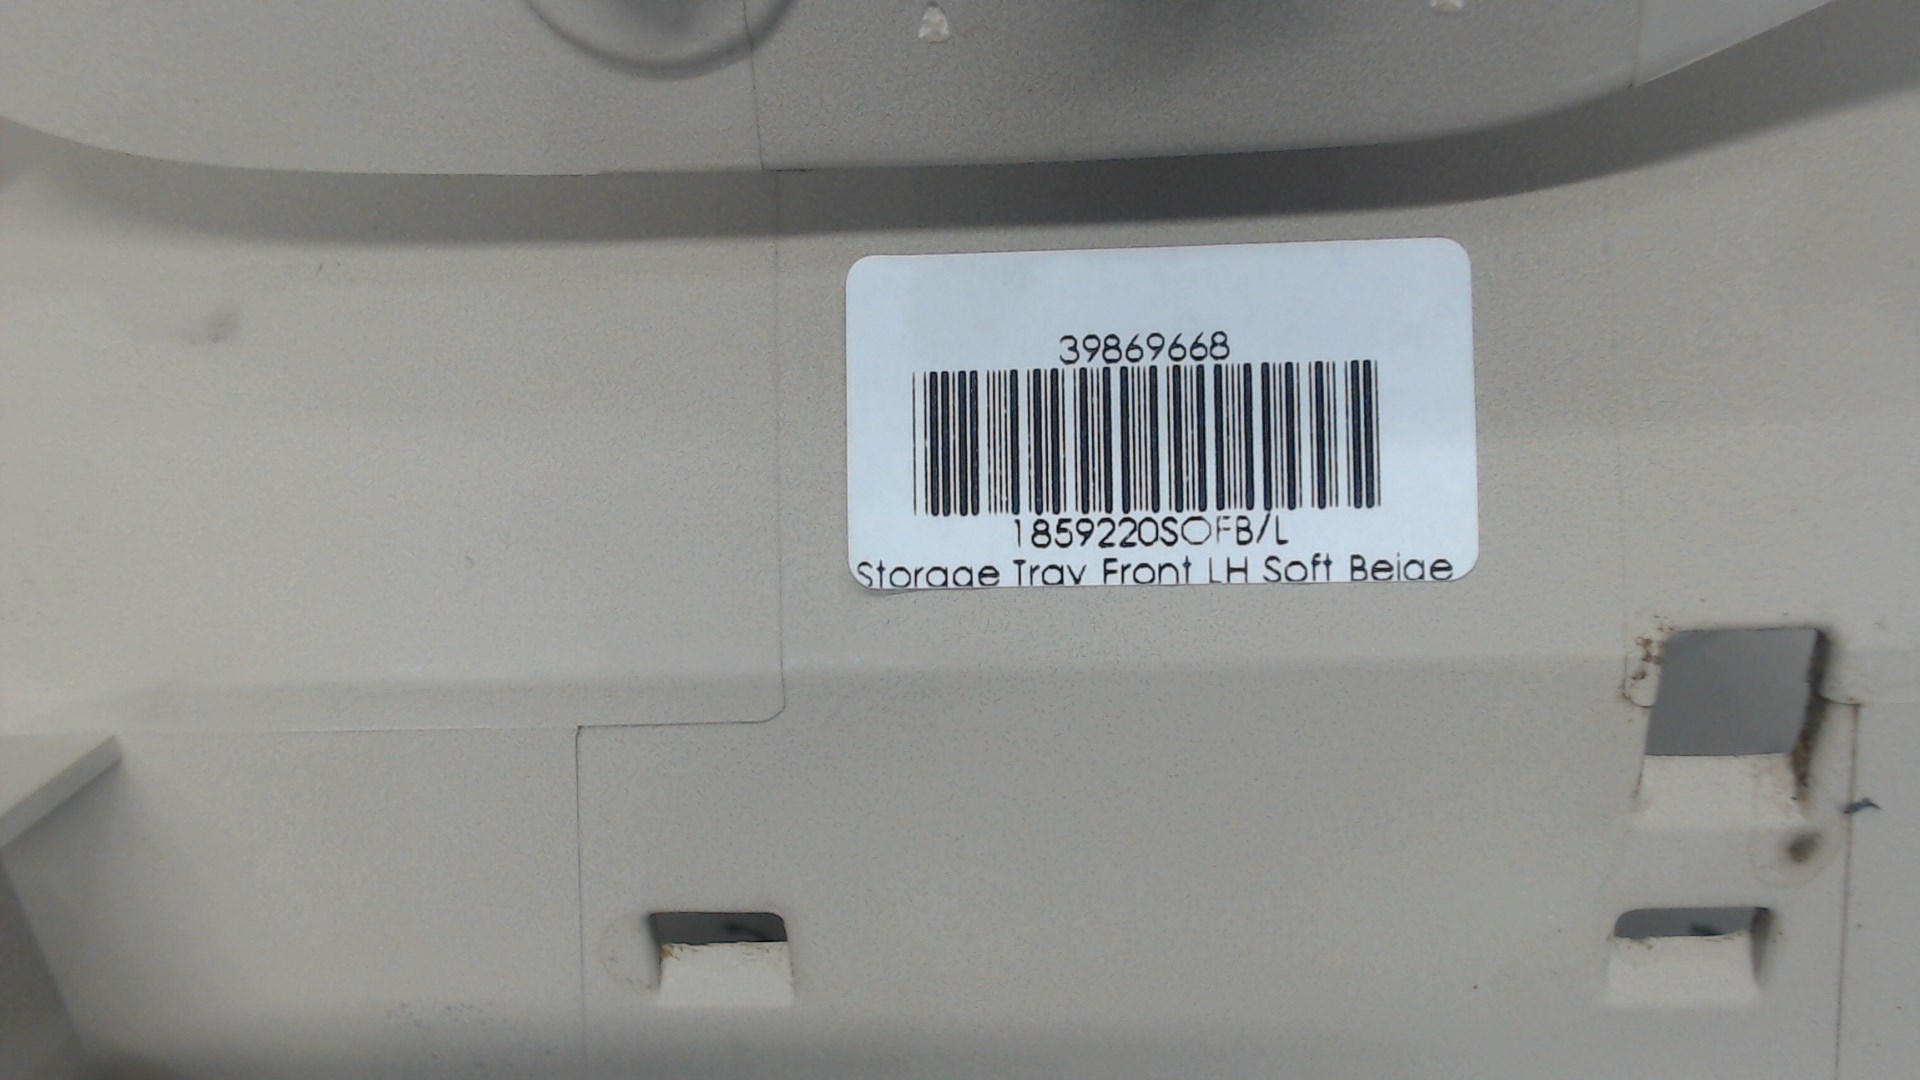 39869668
1859220SOFB/L
Storage Tray Front LH Soft Beige